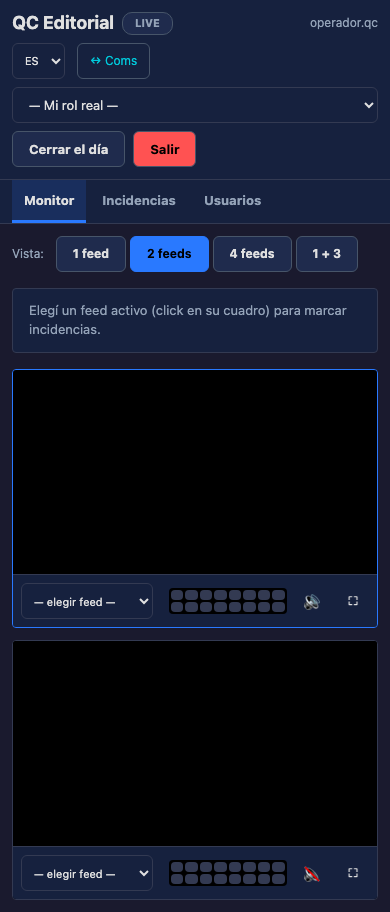 QC Editorial LIVE operador.qc
ES ↔ Coms
— Mi rol real —
Cerrar el día Salir
Monitor Incidencias Usuarios
Vista: 1 feed 2 feeds 4 feeds 1 + 3
Elegí un feed activo (click en su cuadro) para marcar
incidencias.
— elegir feed —
— elegir feed —